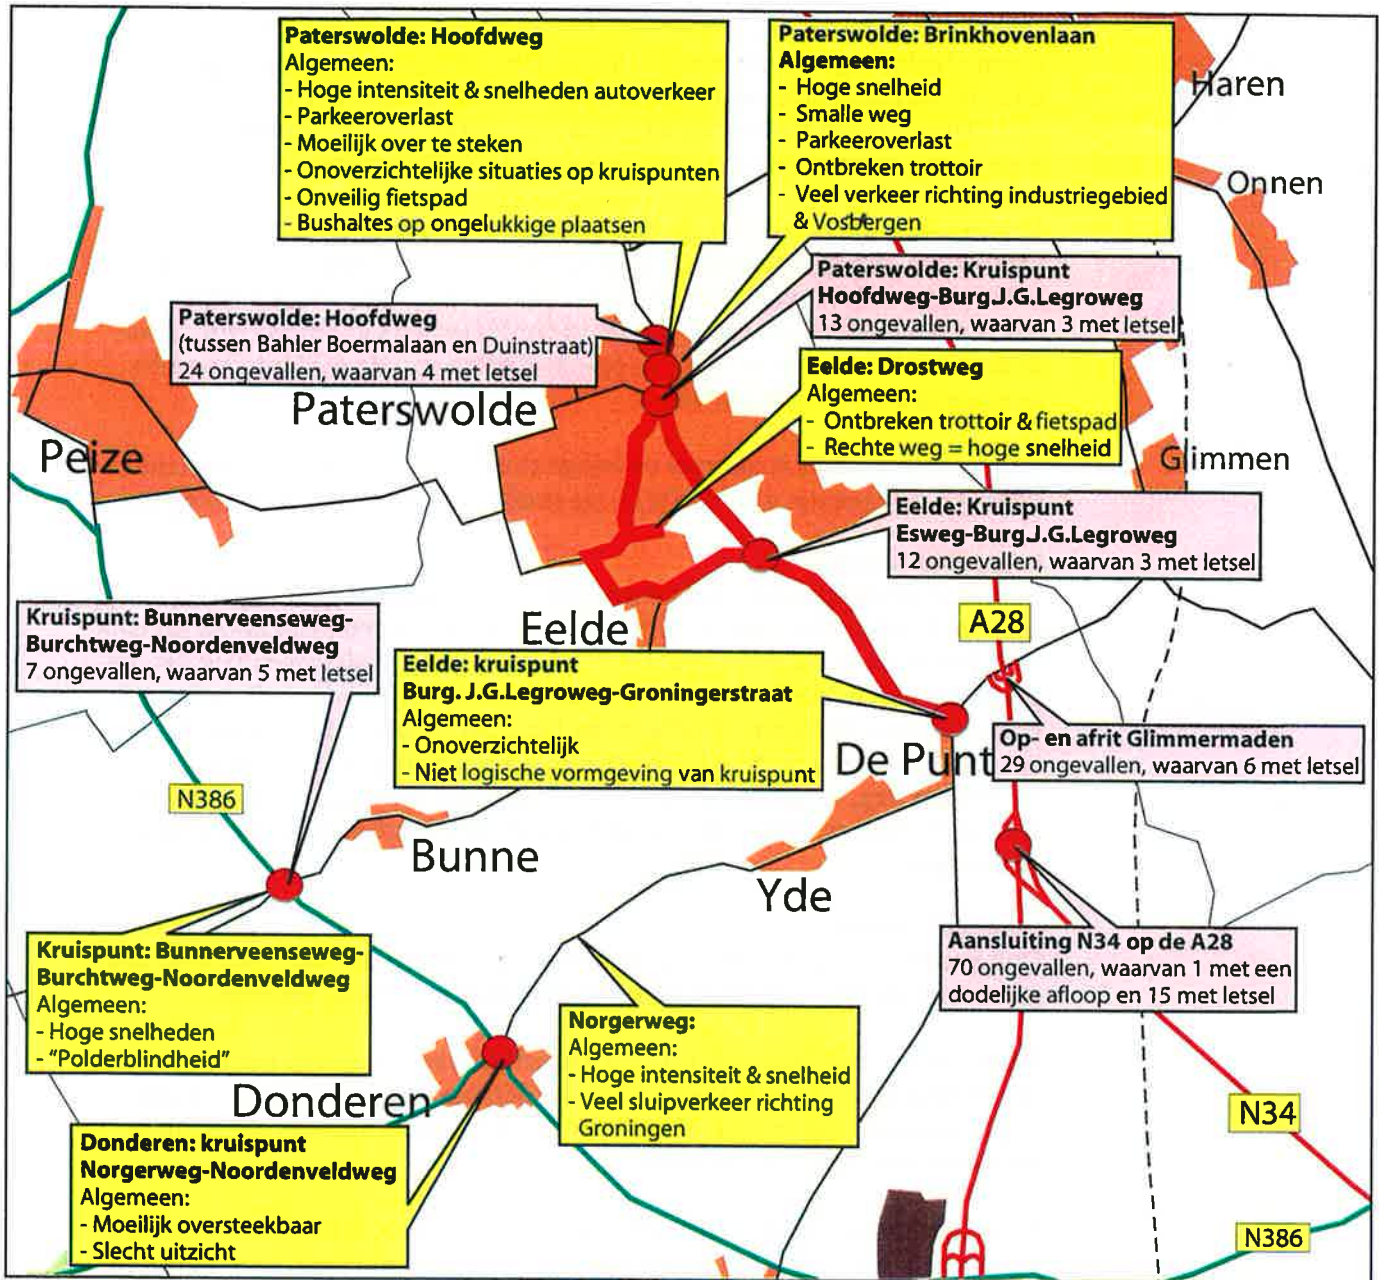 Paterswolde: Hoofdweg
Algemeen:
- Hoge intensiteit & snelheden autoverkeer
- Parkeeroverlast
- Moeilijk over te steken
- Onoverzichtelijke situaties op kruispunten
- Onveilig fietspad
- Bushaltes op ongelukkige plaatsen
Paterswolde: Brinkhovenlaan
Algemeen:
- Hoge snelheid
- Smalle weg
- Parkeeroverlast
- Ontbreken trottoir
- Veel verkeer richting industriegebied
& Vosbergen
Haren
Onnen
Paterswolde: Kruispunt
Hoofdweg-Burg.J.G.Legroweg
13 ongevallen, waarvan 3 met letsel
Paterswolde: Hoofdweg
(tussen Bahler Boermalaan en Duinstraat)
24 ongevallen, waarvan 4 met letsel
Eelde: Drostweg
Algemeen:
- Ontbreken trottoir & fietspad
- Rechte weg = hoge snelheid
Paterswolde
Peize
Glimmen
Eelde: Kruispunt
Esweg-Burg.J.G.Legroweg
12 ongevallen, waarvan 3 met letsel
Kruispunt: Bunnerveenseweg-
Burchtweg-Noordenveldweg
7 ongevallen, waarvan 5 met letsel
Eelde
A28
Eelde: kruispunt
Burg. J.G.Legroweg-Groningerstraat
Algemeen:
- Onoverzichtelijk
- Niet logische vormgeving van kruispunt
De Punt
Op- en afrit Glimmermaden
29 ongevallen, waarvan 6 met letsel
N386
Bunne
Yde
Kruispunt: Bunnerveenseweg-
Burchtweg-Noordenveldweg
Algemeen:
- Hoge snelheden
- "Polderblindheid"
Aansluiting N34 op de A28
70 ongevallen, waarvan 1 met een
dodelijke afloop en 15 met letsel
Norgerweg:
Algemeen:
- Hoge intensiteit & snelheid
- Veel sluipverkeer richting
Groningen
Donderen
N34
Donderen: kruispunt
Norgerweg-Noordenveldweg
Algemeen:
- Moeilijk oversteekbaar
- Slecht uitzicht
N386